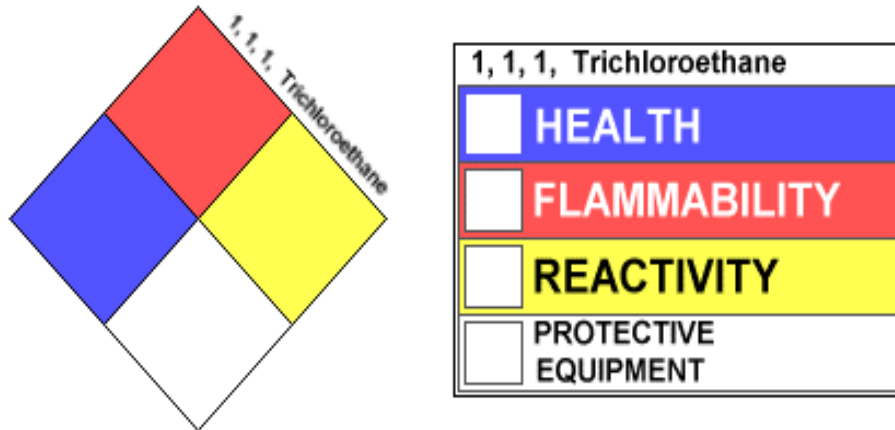 1, 1, 1, Trichloroethane
1, 1, 1, Trichloroethane
HEALTH
FLAMMABILITY
REACTIVITY
PROTECTIVE
EQUIPMENT